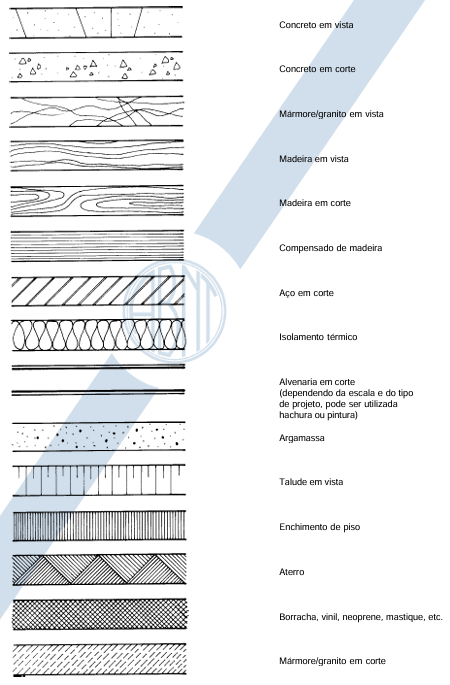 Concreto em vista
Concreto em corte
Mármore/granito em vista
Madeira em vista
Madeira em corte
Compensado de madeira
Aço em corte
ABNT
Isolamento térmico
Alvenaria em corte
(dependendo da escala e do tipo
de projeto, pode ser utilizada
hachura ou pintura)
Argamassa
Talude em vista
Enchimento de piso
Aterro
Borracha, vinil, neoprene, mastique, etc.
Mármore/granito em corte